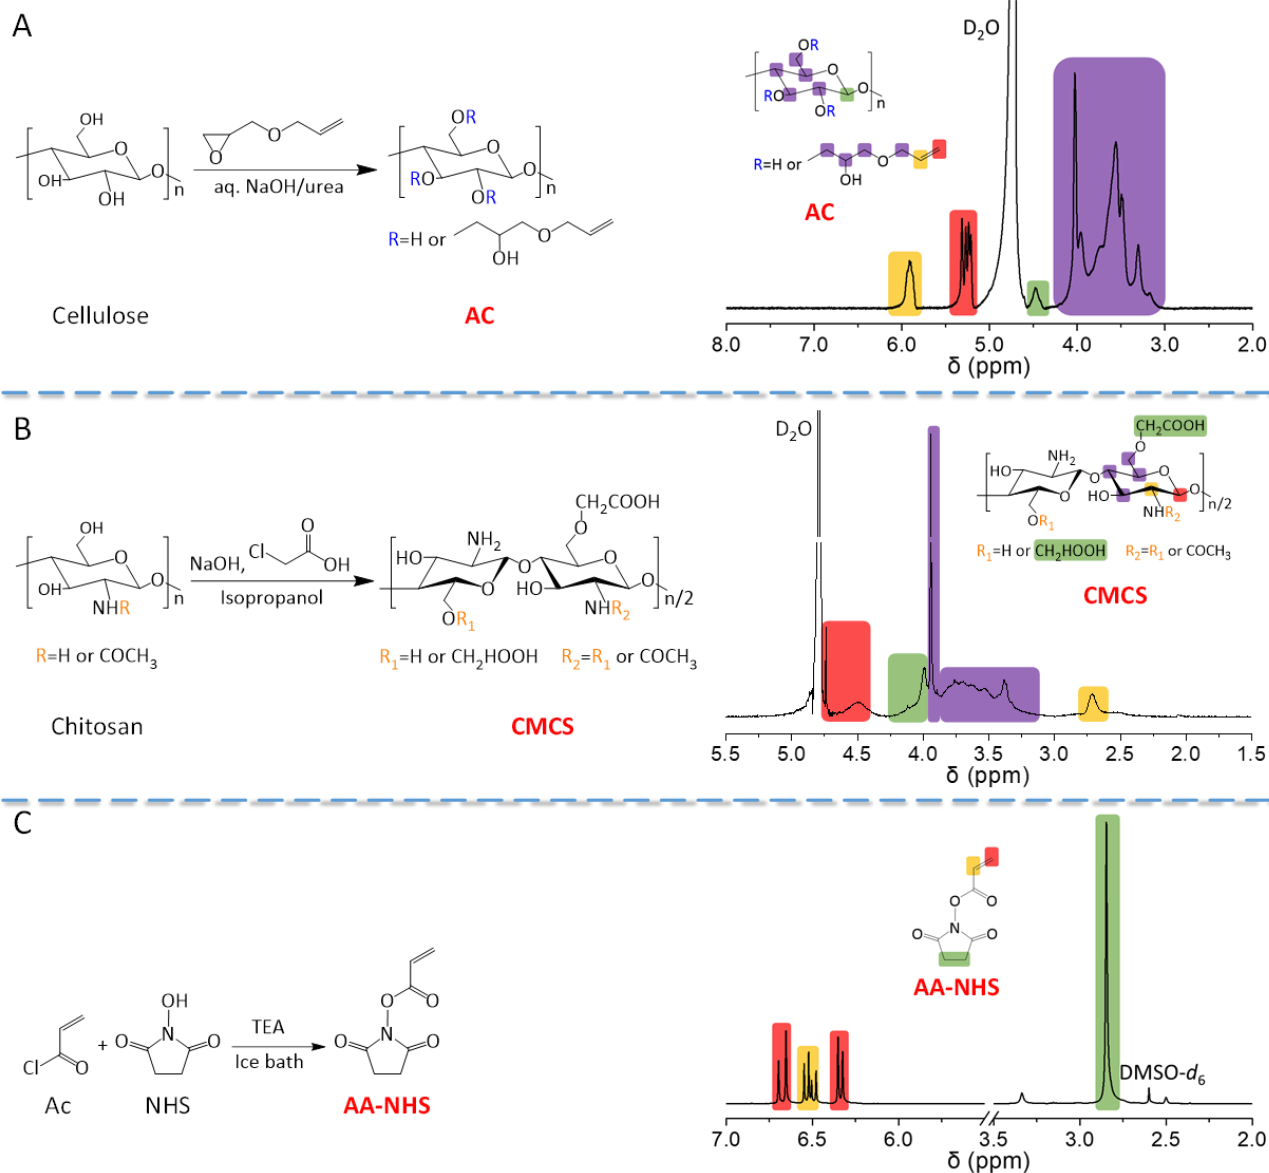 A
OH
O
O
OH
OH
n
O
O
aq. NaOH/urea
OR
O
O
RO
OR
n
R=H or
O
OH
Cellulose
AC
D₂O
OR
O
O
RO
OR
n
R=H or
O
OH
AC
8.0 7.0 6.0 5.0 4.0 3.0 2.0
δ (ppm)
B
OH
O
O
OH
NHR
n
NaOH,
Cl
O
OH
Isopropanol
CH₂COOH
O
NH₂
HO
O
O
O
O
HO
NHR₂
OR₁
n/2
R=H or COCH₃
R₁=H or CH₂HOOH R₂=R₁ or COCH₃
Chitosan
CMCS
D₂O
CH₂COOH
O
NH₂
HO
O
O
O
O
HO
NHR₂
OR₁
n/2
R₁=H or CH₂HOOH R₂=R₁ or COCH₃
CMCS
5.5 5.0 4.5 4.0 3.5 3.0 2.5 2.0 1.5
δ (ppm)
C
Cl
O
+
OH
N
O
O
TEA
Ice bath
O
O
N
O
O
Ac
NHS
AA-NHS
O
O
N
O
O
AA-NHS
DMSO-d₆
7.0 6.5 6.0 3.5 3.0 2.5 2.0
δ (ppm)